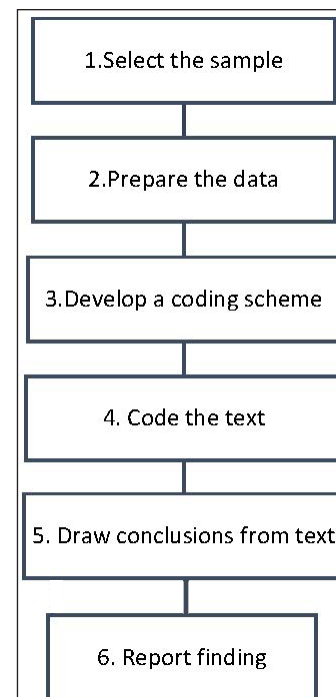 1.Select the sample
2.Prepare the data
3.Develop a coding scheme
4. Code the text
5. Draw conclusions from text
6. Report finding